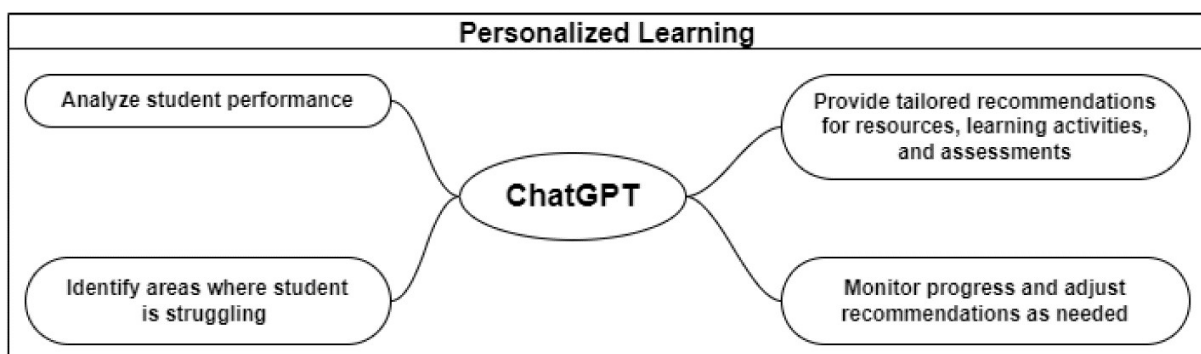 Personalized Learning
Analyze student performance
Provide tailored recommendations
for resources, learning activities,
and assessments
ChatGPT
Identify areas where student
is struggling
Monitor progress and adjust
recommendations as needed